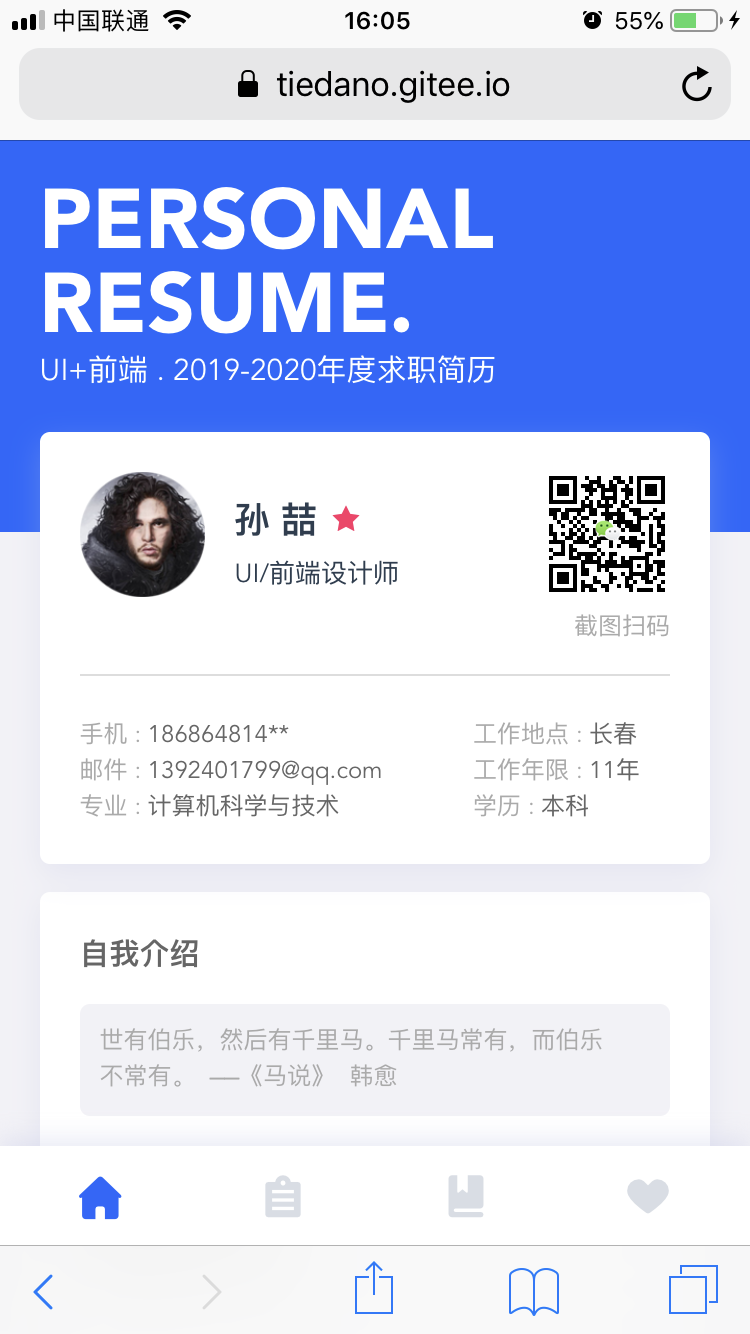 中国联通 16:05 55%
tiedano.gitee.io
PERSONAL
RESUME.
UI+前端 . 2019-2020年度求职简历
孙 喆
UI/前端设计师
截图扫码
手机 : 186864814** 工作地点 : 长春
邮件 : 1392401799@qq.com 工作年限 : 11年
专业 : 计算机科学与技术 学历 : 本科
自我介绍
世有伯乐，然后有千里马。千里马常有，而伯乐
不常有。 ——《马说》 韩愈